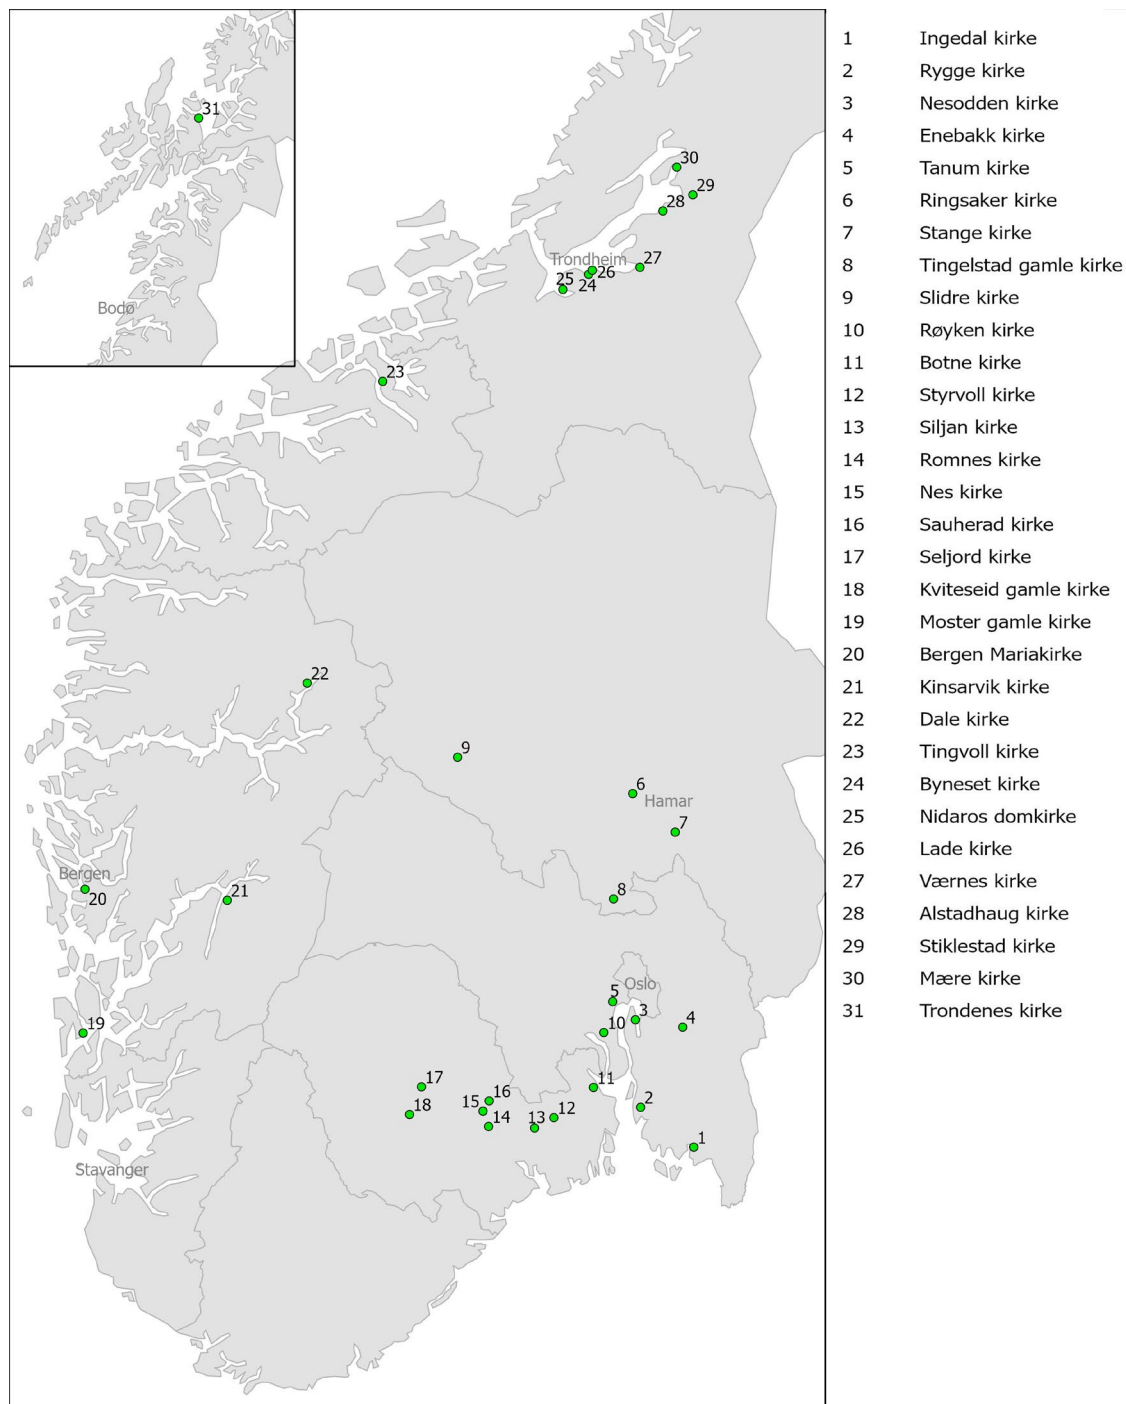 31
Bodø
30
29
28
Trondheim
27
26
25
24
23
22
9
6
Hamar
7
Bergen
20
21
8
5
Oslo
3
4
10
19
11
17
16
15
18
14
12
13
2
1
Stavanger
1 Ingedal kirke
2 Rygge kirke
3 Nesodden kirke
4 Enebakk kirke
5 Tanum kirke
6 Ringsaker kirke
7 Stange kirke
8 Tingelstad gamle kirke
9 Slidre kirke
10 Røyken kirke
11 Botne kirke
12 Styrvoll kirke
13 Siljan kirke
14 Romnes kirke
15 Nes kirke
16 Sauherad kirke
17 Seljord kirke
18 Kviteseid gamle kirke
19 Moster gamle kirke
20 Bergen Mariakirke
21 Kinsarvik kirke
22 Dale kirke
23 Tingvoll kirke
24 Byneset kirke
25 Nidaros domkirke
26 Lade kirke
27 Værnes kirke
28 Alstadhaug kirke
29 Stiklestad kirke
30 Mære kirke
31 Trondenes kirke